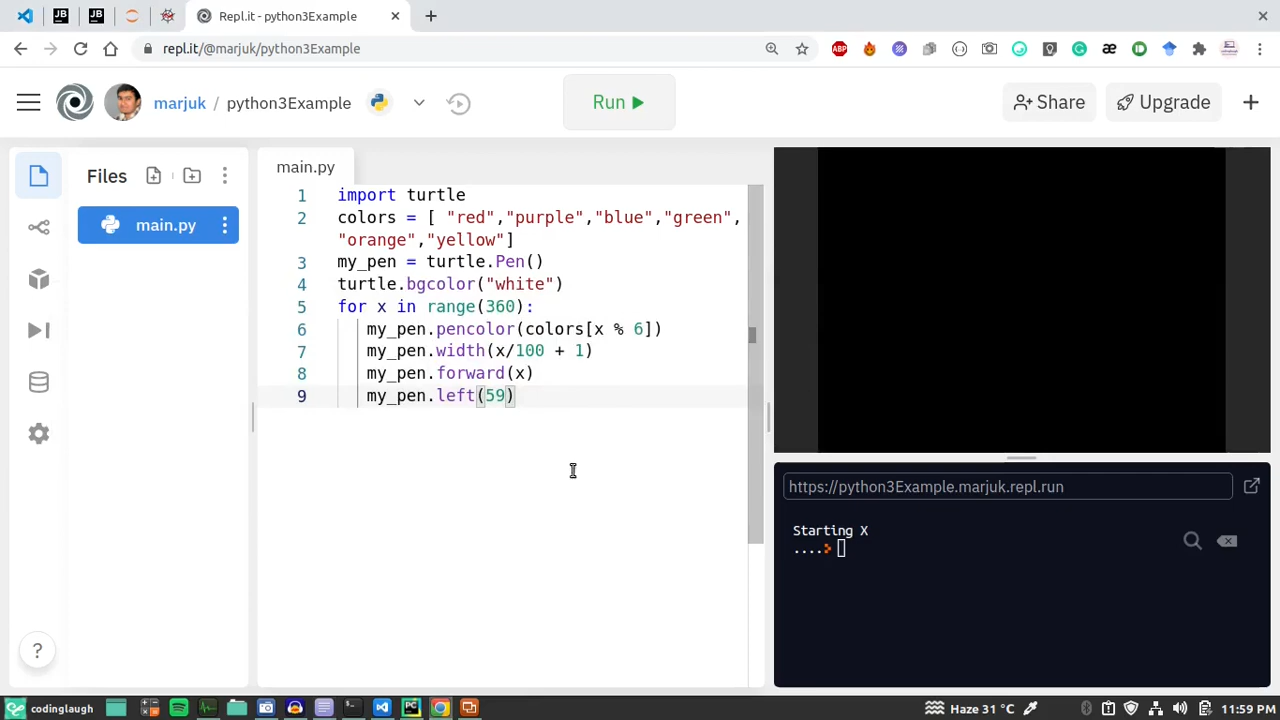 Repl.it - python3Example
repl.it/@marjuk/python3Example
ABP
æ
marjuk / python3Example
Run
Share
Upgrade
Files
main.py
main.py
1 import turtle
2 colors = [ "red","purple","blue","green",
"orange","yellow"]
3 my_pen = turtle.Pen()
4 turtle.bgcolor("white")
5 for x in range(360):
6 my_pen.pencolor(colors[x % 6])
7 my_pen.width(x/100 + 1)
8 my_pen.forward(x)
9 my_pen.left(59)
https://python3Example.marjuk.repl.run
Starting X
....
?
codinglaugh
Haze 31 °C
11:59 PM